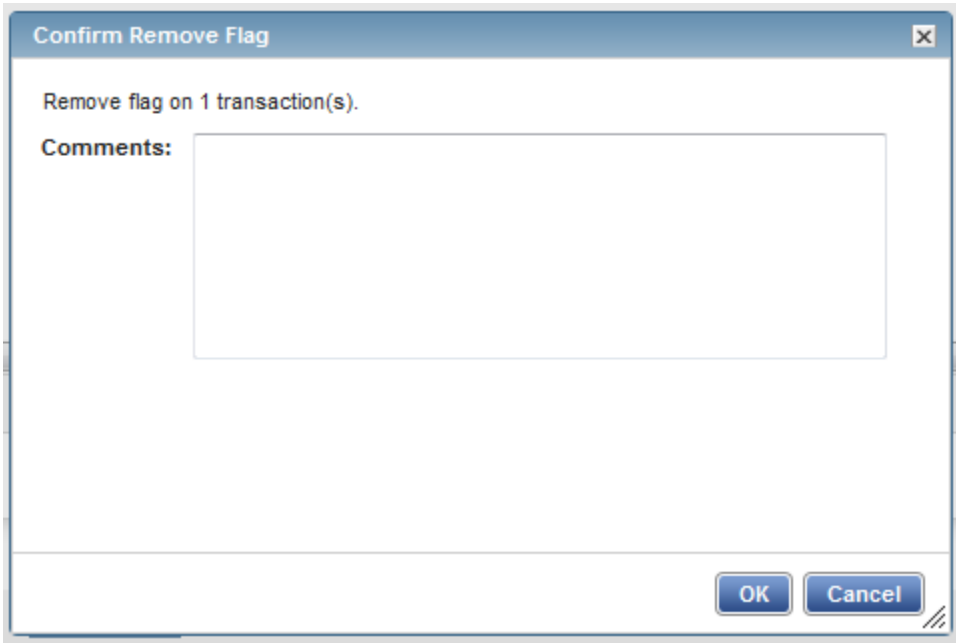 Confirm Remove Flag
Remove flag on 1 transaction(s).
Comments:
OK Cancel